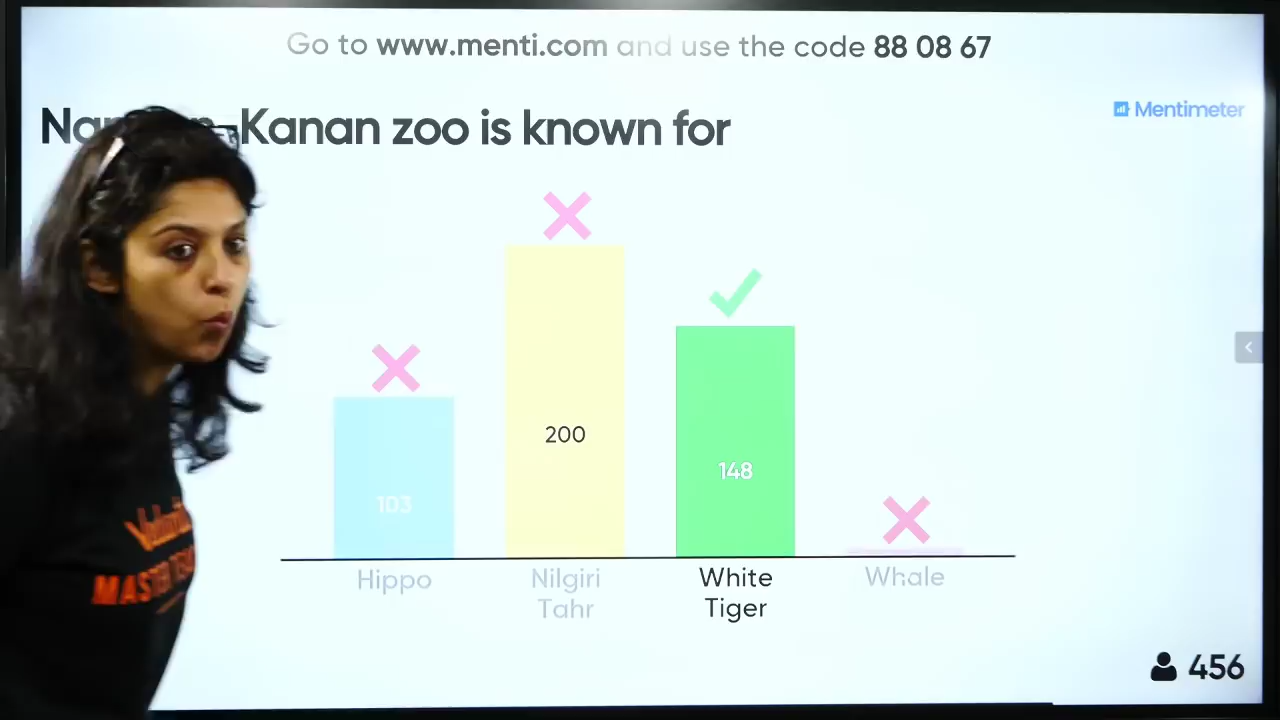 Go to www.menti.com and use the code 88 08 67
Mentimeter
Kanan zoo is known for
103
200
148
Hippo
Nilgiri
Tahr
White
Tiger
Whale
456